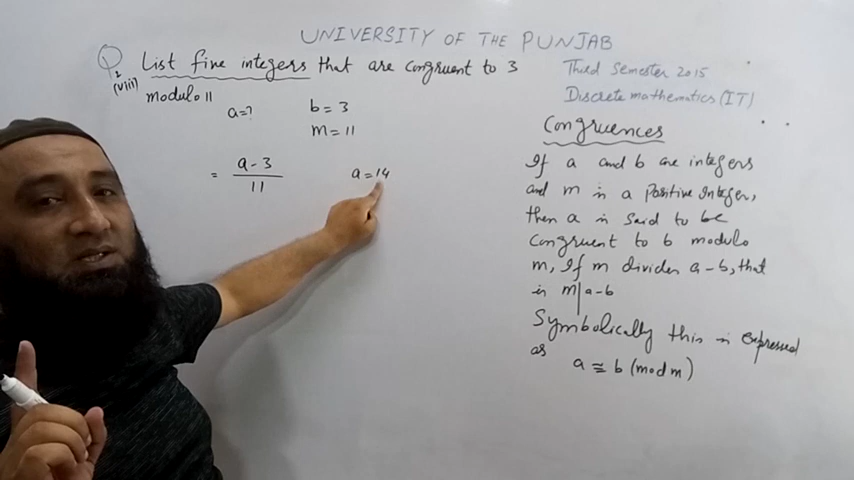 UNIVERSITY OF THE PUNJAB
Q2 (viii) List five integers that are congruent to 3
modulo 11
a=?
b = 3
m = 11
= a - 3 / 11
a = 14
Third Semester 2015
Discrete mathematics (IT)
Congruences
If a and b are integers
and m is a Positive Integer,
then a is said to be
congruent to b modulo
m, If m divides a-b, that
is m | a-b
Symbolically this is expressed
as a ≅ b (mod m)